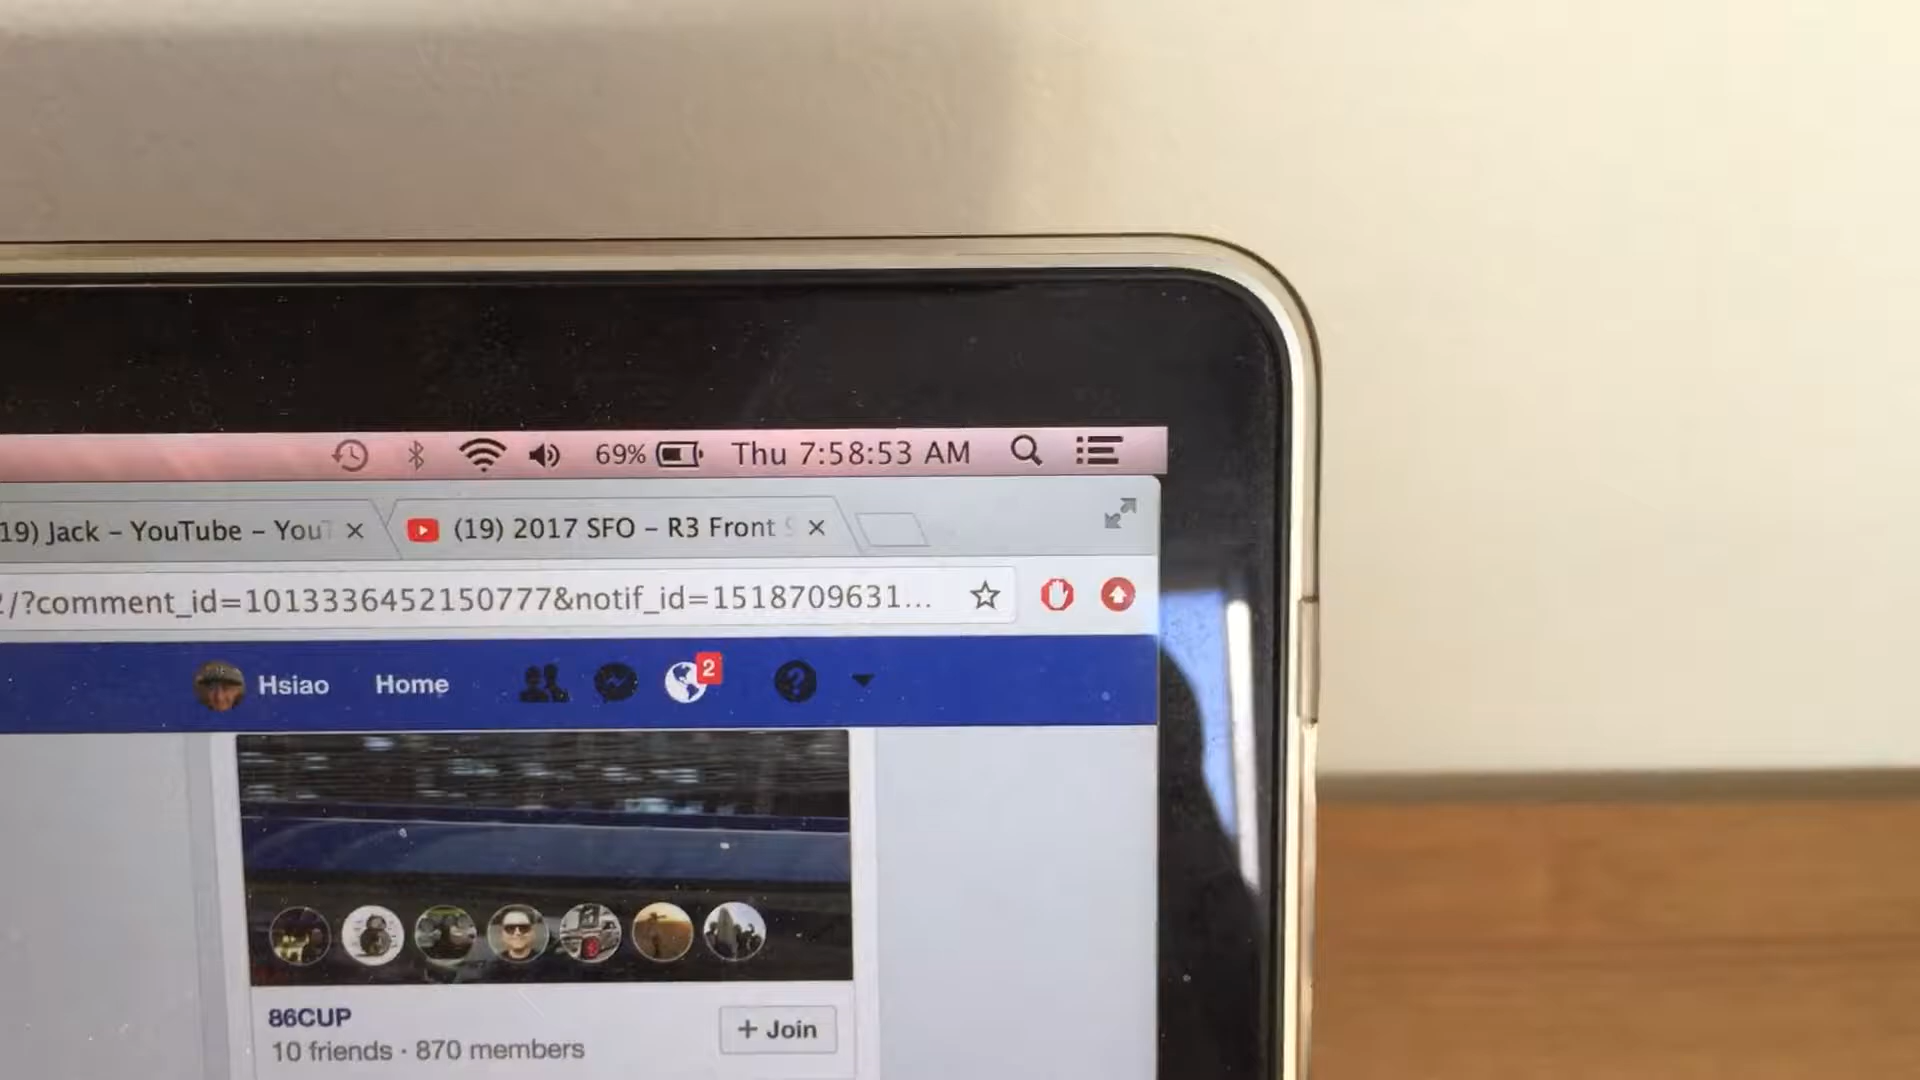 69% Thu 7:58:53 AM
19) Jack – YouTube – You
(19) 2017 SFO – R3 Front
/?comment_id=1013336452150777&notif_id=1518709631...
Hsiao Home 2 ?
86CUP
+ Join
10 friends · 870 members